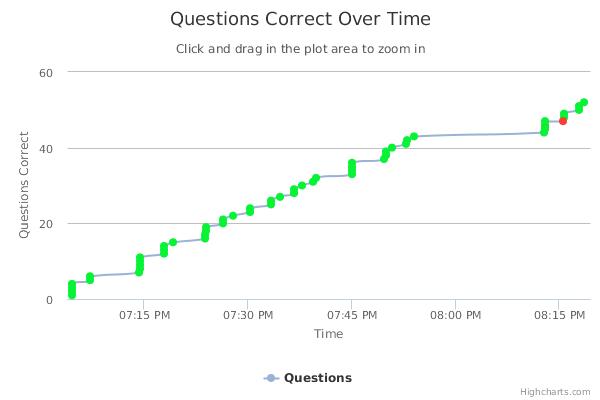 Questions Correct Over Time
Click and drag in the plot area to zoom in
60
40
20
0
Questions Correct
07:15 PM 07:30 PM 07:45 PM 08:00 PM 08:15 PM
Time
Questions
Highcharts.com